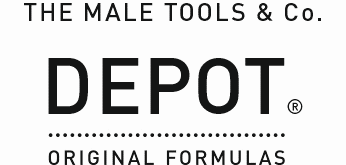 THE MALE TOOLS & Co.
DEPOT®
ORIGINAL FORMULAS